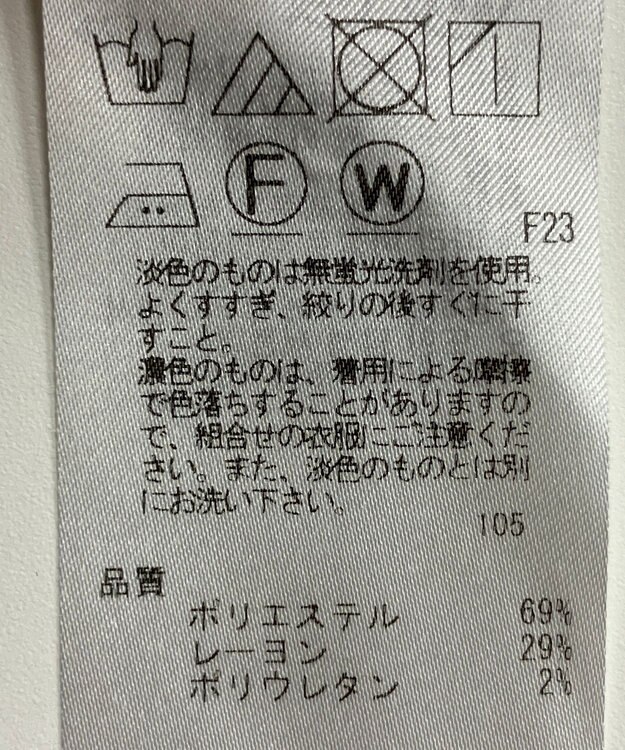 F W
F23
淡色のものは無蛍光洗剤を使用。
よくすすぎ、絞りの後すぐに干
すこと。
濃色のものは、着用による摩擦
で色落ちすることがありますの
で、組合せの衣服にご注意くだ
さい。また、淡色のものとは別
にお洗い下さい。
105
品質
ポリエステル 69%
レーヨン 29%
ポリウレタン 2%